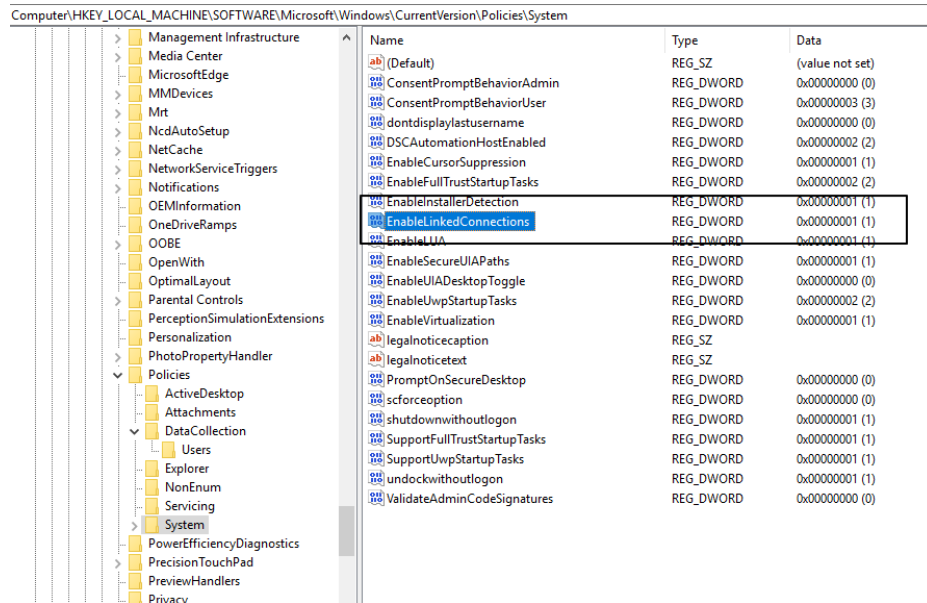 Computer\HKEY_LOCAL_MACHINE\SOFTWARE\Microsoft\Windows\CurrentVersion\Policies\System
Management Infrastructure
Media Center
MicrosoftEdge
MMDevices
Mrt
NcdAutoSetup
NetCache
NetworkServiceTriggers
Notifications
OEMInformation
OneDriveRamps
OOBE
OpenWith
OptimalLayout
Parental Controls
PerceptionSimulationExtensions
Personalization
PhotoPropertyHandler
Policies
ActiveDesktop
Attachments
DataCollection
Users
Explorer
NonEnum
Servicing
System
PowerEfficiencyDiagnostics
PrecisionTouchPad
PreviewHandlers
Privacy
Name Type Data
(Default) REG_SZ (value not set)
ConsentPromptBehaviorAdmin REG_DWORD 0x00000000 (0)
ConsentPromptBehaviorUser REG_DWORD 0x00000003 (3)
dontdisplaylastusername REG_DWORD 0x00000000 (0)
DSCAutomationHostEnabled REG_DWORD 0x00000002 (2)
EnableCursorSuppression REG_DWORD 0x00000001 (1)
EnableFullTrustStartupTasks REG_DWORD 0x00000002 (2)
EnableInstallerDetection REG_DWORD 0x00000001 (1)
EnableLinkedConnections REG_DWORD 0x00000001 (1)
EnableLUA REG_DWORD 0x00000001 (1)
EnableSecureUIAPaths REG_DWORD 0x00000001 (1)
EnableUIADesktopToggle REG_DWORD 0x00000000 (0)
EnableUwpStartupTasks REG_DWORD 0x00000002 (2)
EnableVirtualization REG_DWORD 0x00000001 (1)
legalnoticecaption REG_SZ
legalnoticetext REG_SZ
PromptOnSecureDesktop REG_DWORD 0x00000000 (0)
scforceoption REG_DWORD 0x00000000 (0)
shutdownwithoutlogon REG_DWORD 0x00000001 (1)
SupportFullTrustStartupTasks REG_DWORD 0x00000001 (1)
SupportUwpStartupTasks REG_DWORD 0x00000001 (1)
undockwithoutlogon REG_DWORD 0x00000001 (1)
ValidateAdminCodeSignatures REG_DWORD 0x00000000 (0)